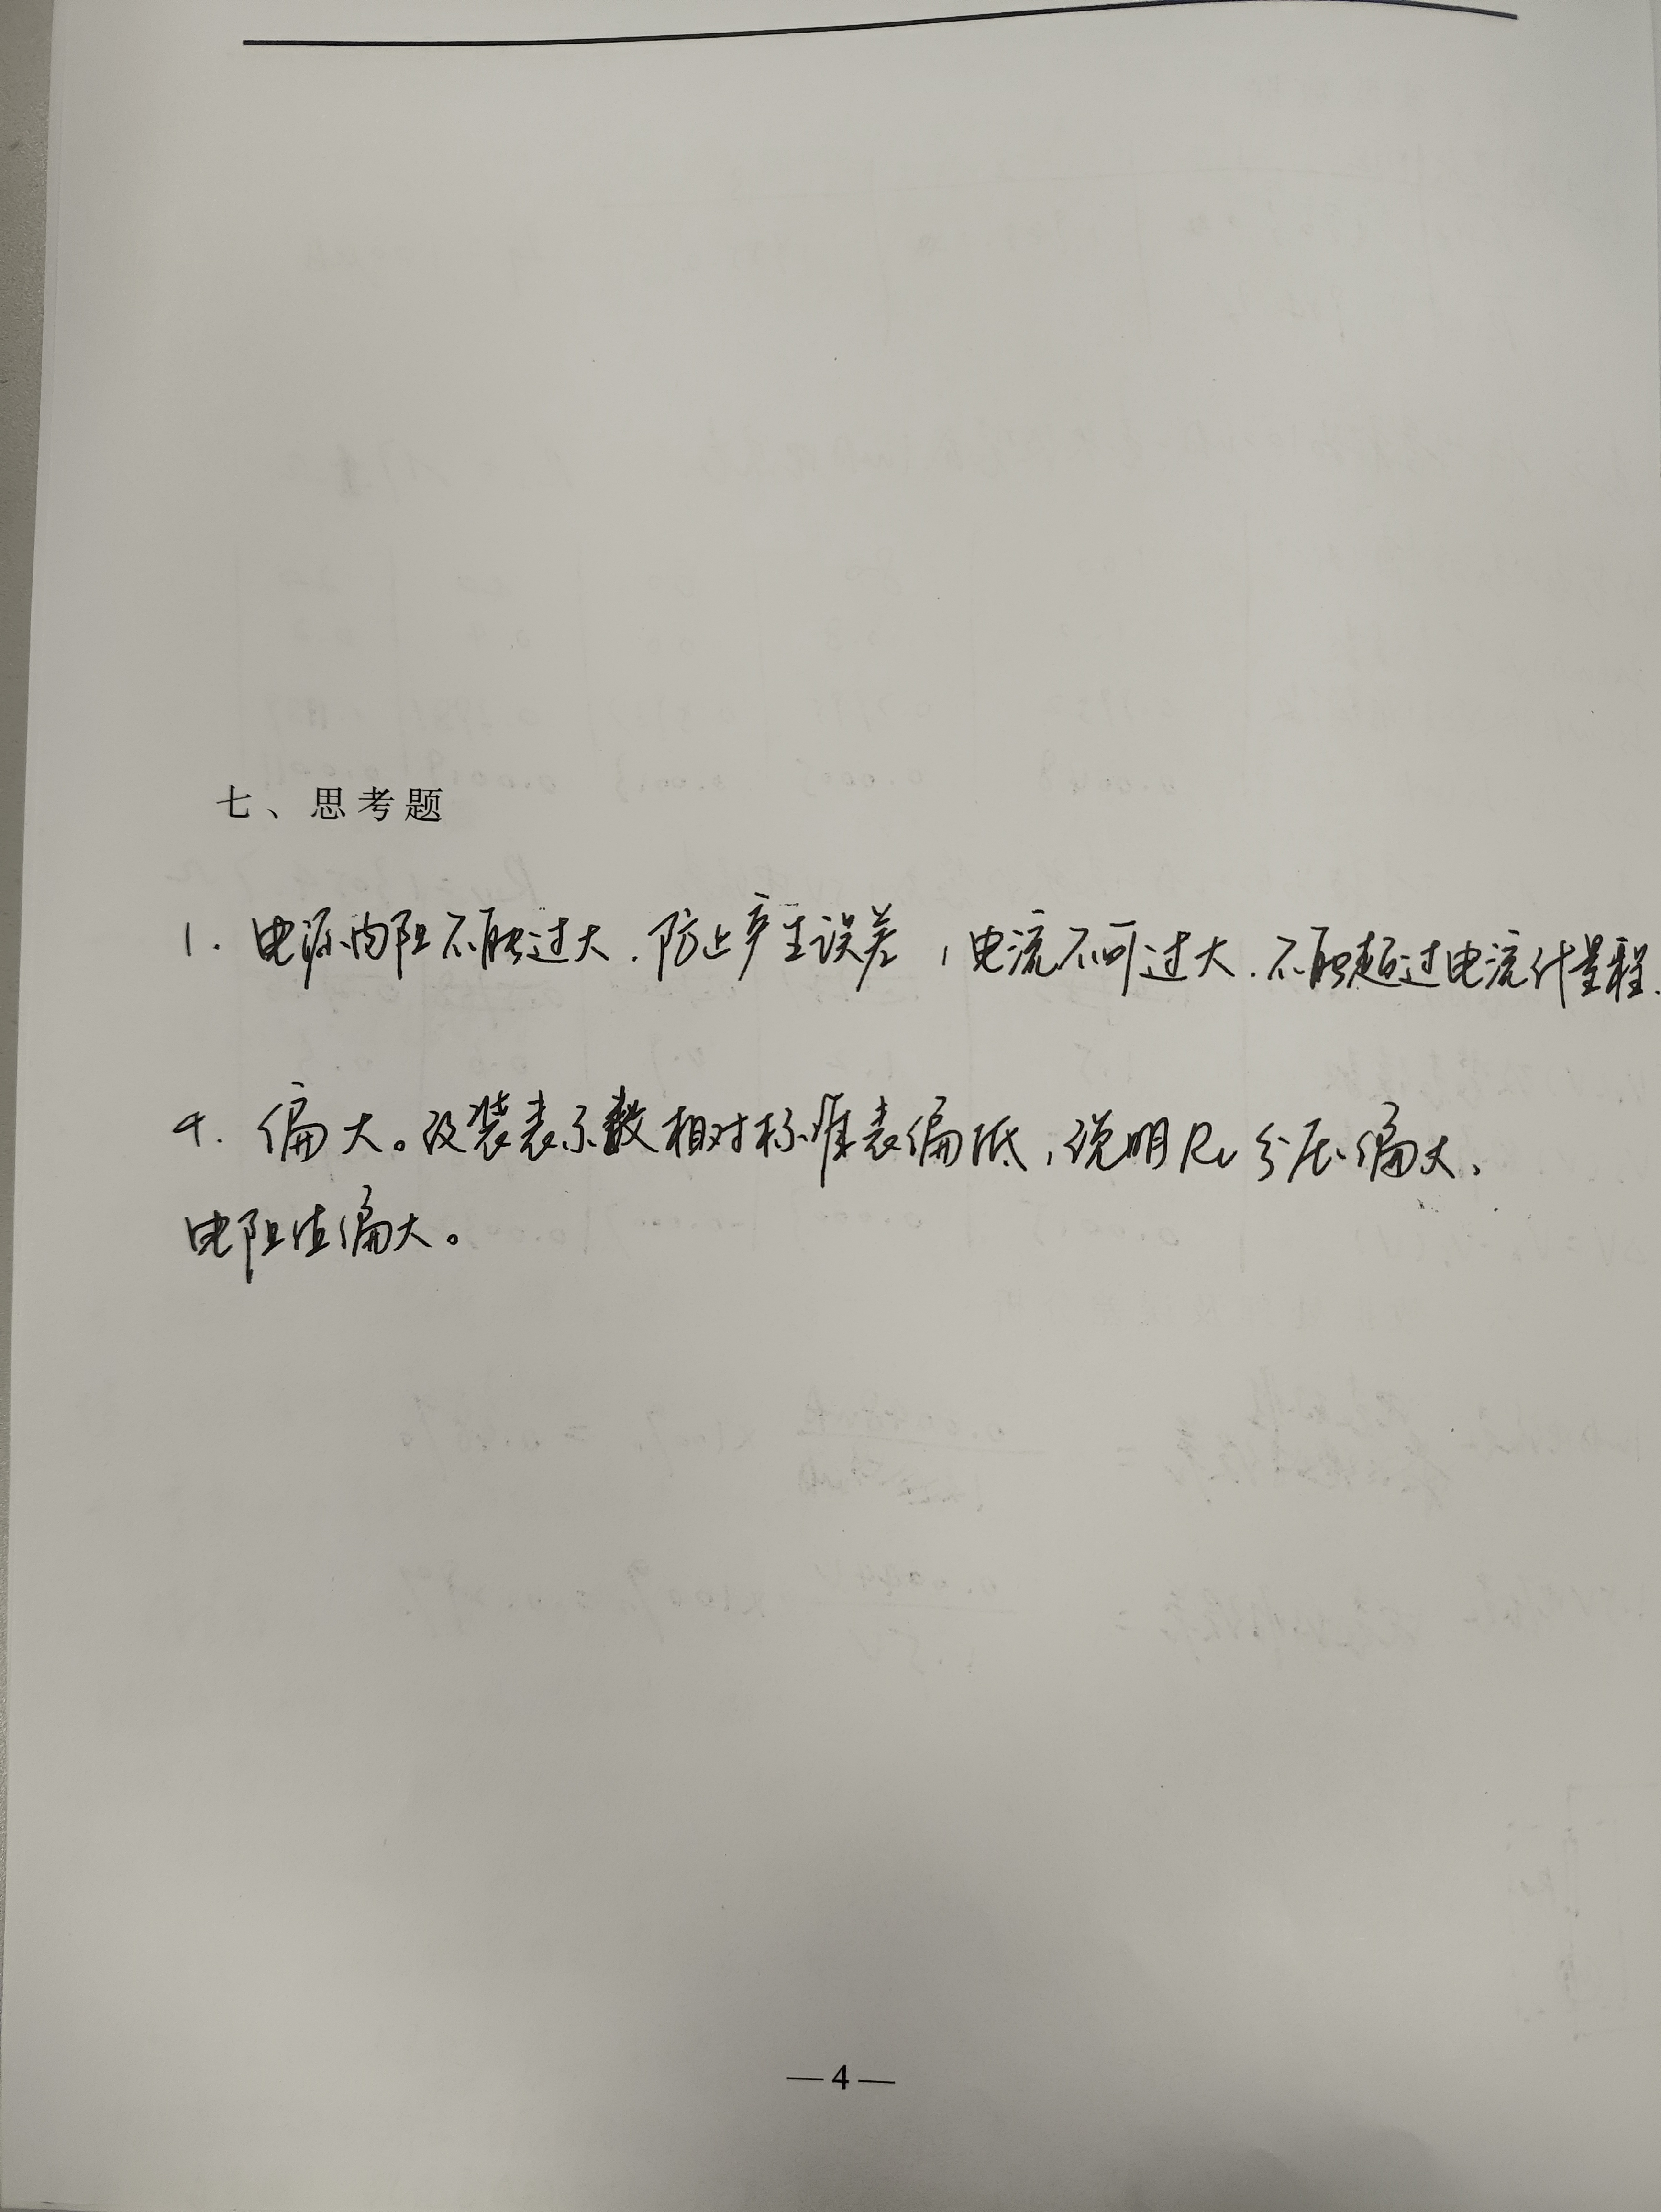 七、思考题
1. 电源内阻不能过大.防止产生误差,电流不可过大.不能超过电流计量程.
4. 偏大。改装表示数相对标准表偏低,说明Rv分压偏大、
电阻值偏大。
—4—